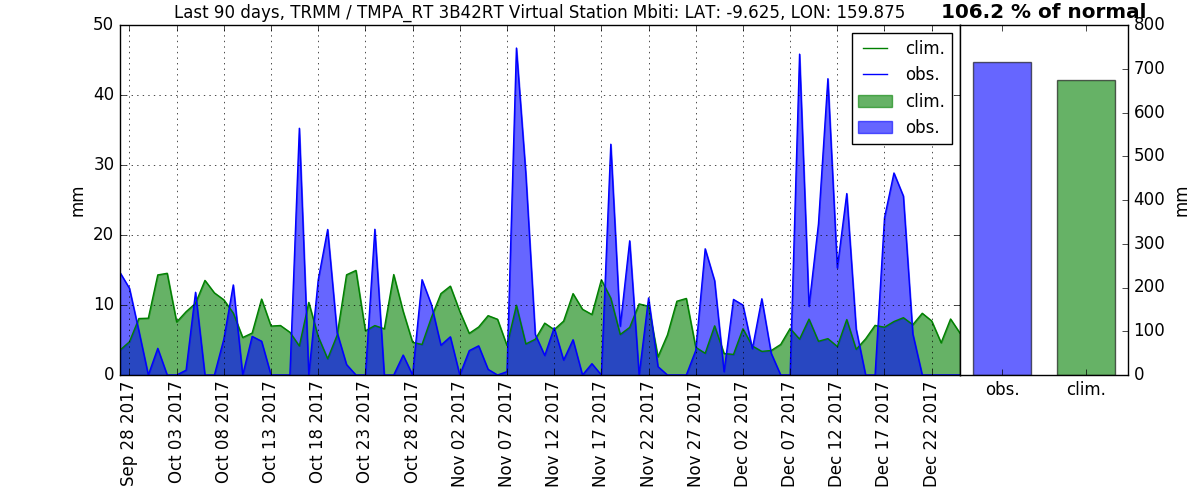 Last 90 days, TRMM / TMPA_RT 3B42RT Virtual Station Mbiti: LAT: -9.625, LON: 159.875
106.2 % of normal
50
40
30
20
10
0
mm
clim.
obs.
clim.
obs.
800
700
600
500
400
300
200
100
0
mm
obs.
clim.
Sep 28 2017
Oct 03 2017
Oct 08 2017
Oct 13 2017
Oct 18 2017
Oct 23 2017
Oct 28 2017
Nov 02 2017
Nov 07 2017
Nov 12 2017
Nov 17 2017
Nov 22 2017
Nov 27 2017
Dec 02 2017
Dec 07 2017
Dec 12 2017
Dec 17 2017
Dec 22 2017